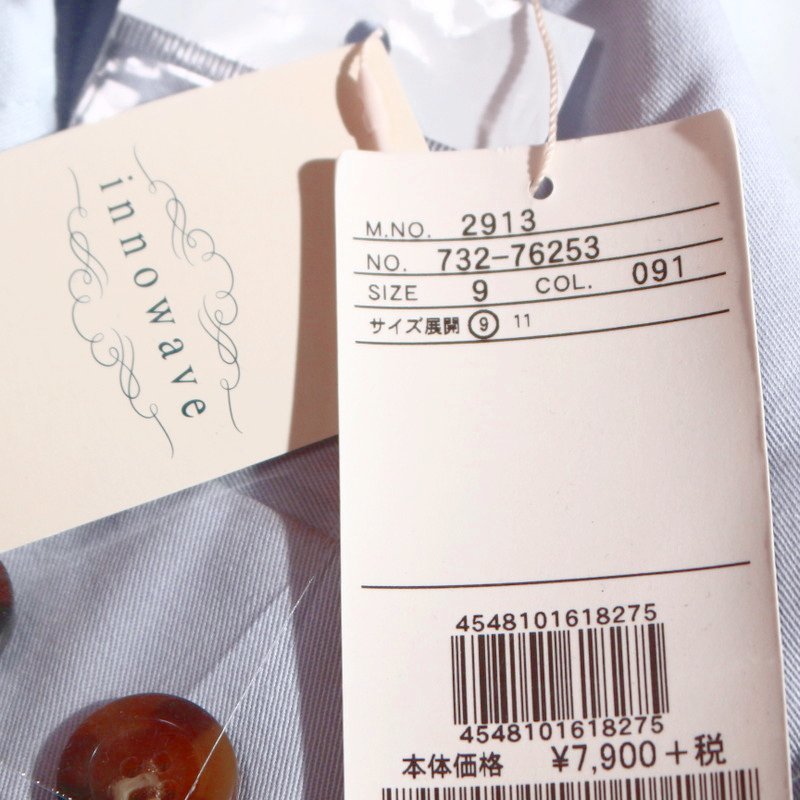 innowave
M.NO. 2913
NO. 732-76253
SIZE 9 COL. 091
サイズ展開 ⑨ 11
4548101618275
4548101618275
本体価格 ¥7,900+税